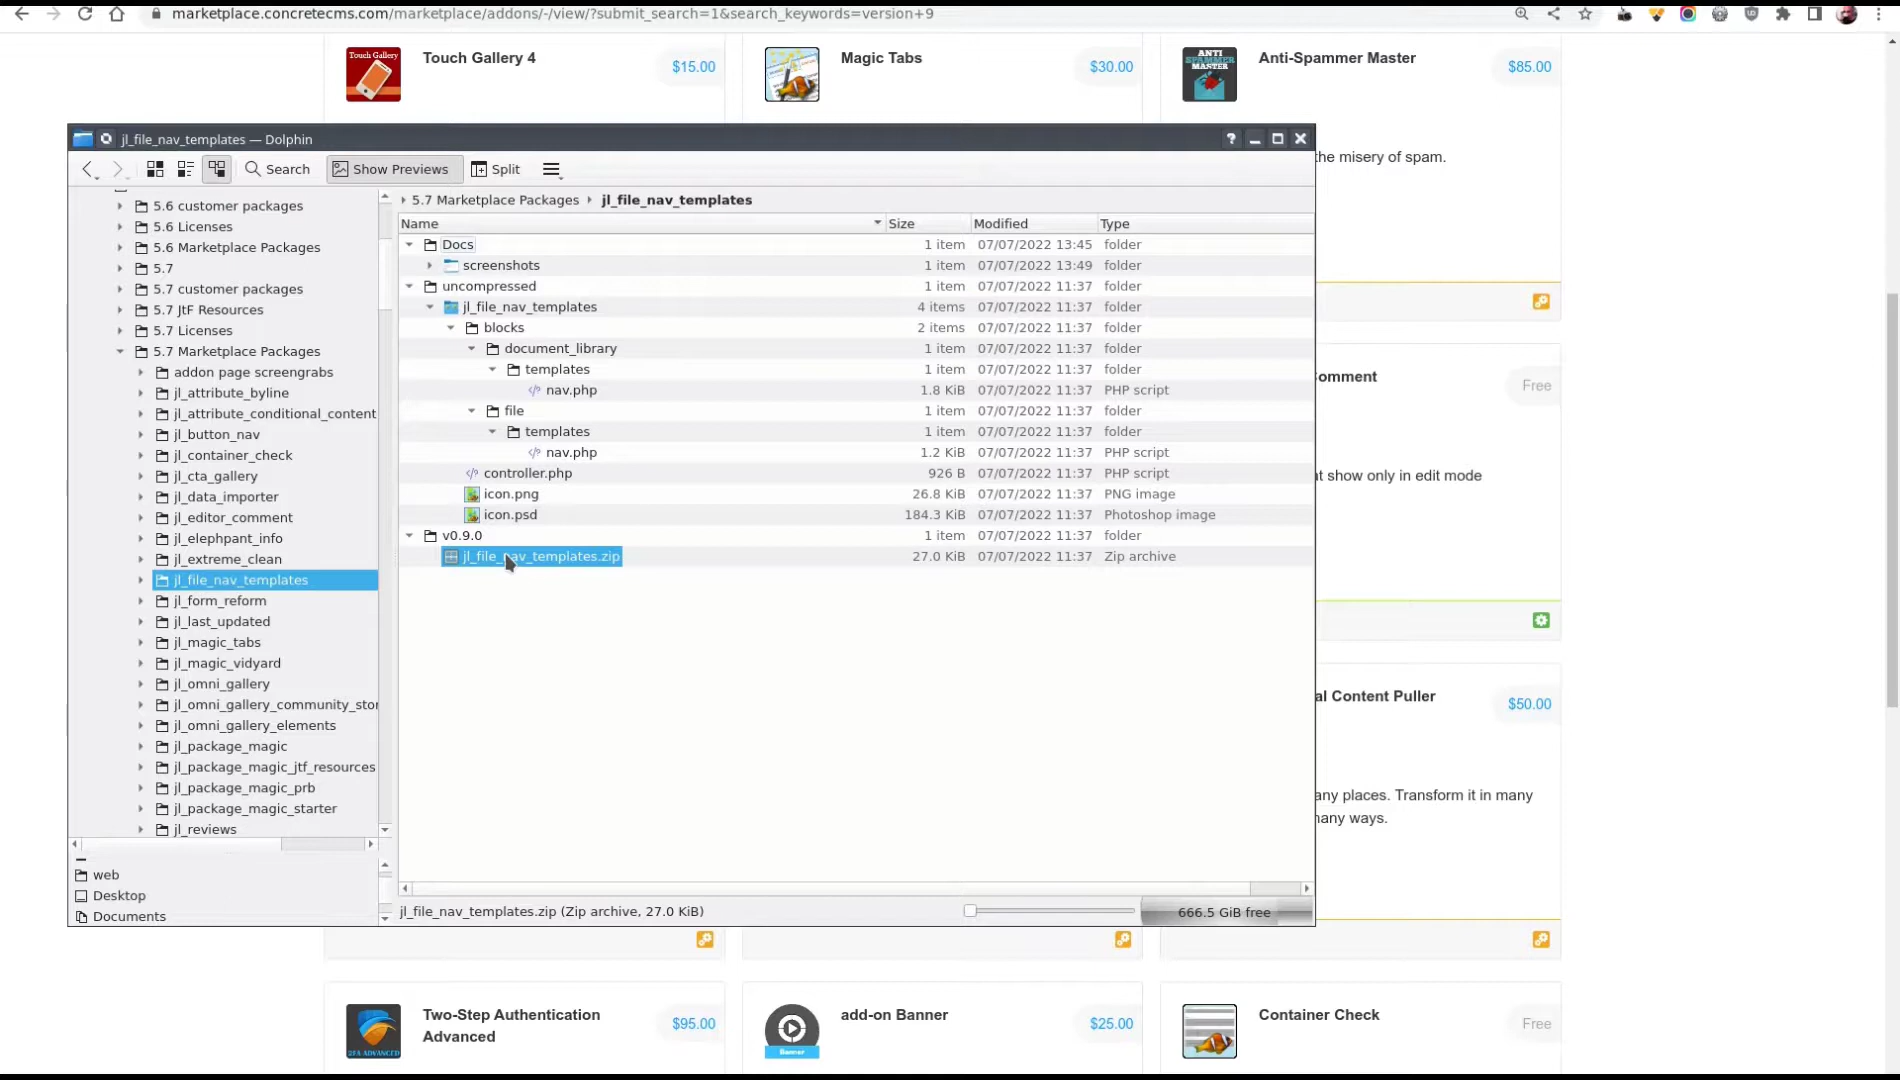 marketplace.concretecms.com/marketplace/addons/-/view/?submit_search=1&search_keywords=version+9
Touch Gallery
Touch Gallery 4
$15.00
Magic Tabs
$30.00
ANTI
SPAMMER
MASTER
Anti-Spammer Master
$85.00
the misery of spam.
jl_file_nav_templates — Dolphin
?
Search
Show Previews
Split
5.6 customer packages
5.6 Licenses
5.6 Marketplace Packages
5.7
5.7 customer packages
5.7 JtF Resources
5.7 Licenses
5.7 Marketplace Packages
addon page screengrabs
jl_attribute_byline
jl_attribute_conditional_content
jl_button_nav
jl_container_check
jl_cta_gallery
jl_data_importer
jl_editor_comment
jl_elephpant_info
jl_extreme_clean
jl_file_nav_templates
jl_form_reform
jl_last_updated
jl_magic_tabs
jl_magic_vidyard
jl_omni_gallery
jl_omni_gallery_community_stor
jl_omni_gallery_elements
jl_package_magic
jl_package_magic_jtf_resources
jl_package_magic_prb
jl_package_magic_starter
jl_reviews
web
Desktop
Documents
5.7 Marketplace Packages jl_file_nav_templates
Name Size Modified Type
Docs 1 item 07/07/2022 13:45 folder
screenshots 1 item 07/07/2022 13:49 folder
uncompressed 1 item 07/07/2022 11:37 folder
jl_file_nav_templates 4 items 07/07/2022 11:37 folder
blocks 2 items 07/07/2022 11:37 folder
document_library 1 item 07/07/2022 11:37 folder
templates 1 item 07/07/2022 11:37 folder
nav.php 1.8 KiB 07/07/2022 11:37 PHP script
file 1 item 07/07/2022 11:37 folder
templates 1 item 07/07/2022 11:37 folder
nav.php 1.2 KiB 07/07/2022 11:37 PHP script
controller.php 926 B 07/07/2022 11:37 PHP script
icon.png 26.8 KiB 07/07/2022 11:37 PNG image
icon.psd 184.3 KiB 07/07/2022 11:37 Photoshop image
v0.9.0 1 item 07/07/2022 11:37 folder
jl_file_nav_templates.zip 27.0 KiB 07/07/2022 11:37 Zip archive
jl_file_nav_templates.zip (Zip archive, 27.0 KiB)
666.5 GiB free
omment
Free
at show only in edit mode
al Content Puller
$50.00
any places. Transform it in many
many ways.
2FA ADVANCED
Two-Step Authentication
Advanced
$95.00
Banner
add-on Banner
$25.00
Container Check
Free